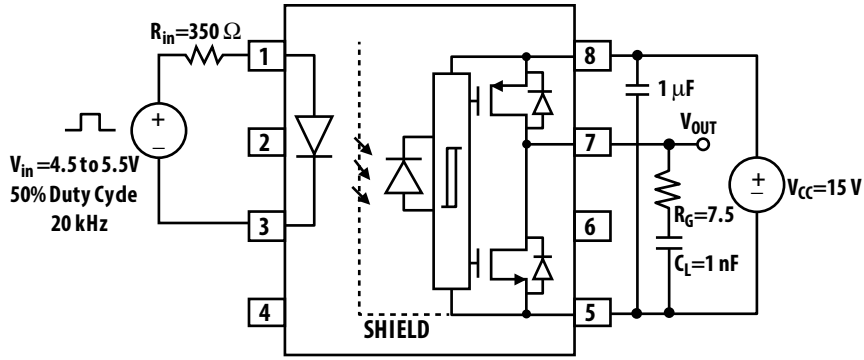 R_in=350 Ω
1
8
1 μF
V_OUT
+
−
2
7
V_in=4.5 to 5.5V
50% Duty Cycle
20 kHz
+
−
V_CC=15 V
3
6
R_G=7.5
C_L=1 nF
4
SHIELD
5